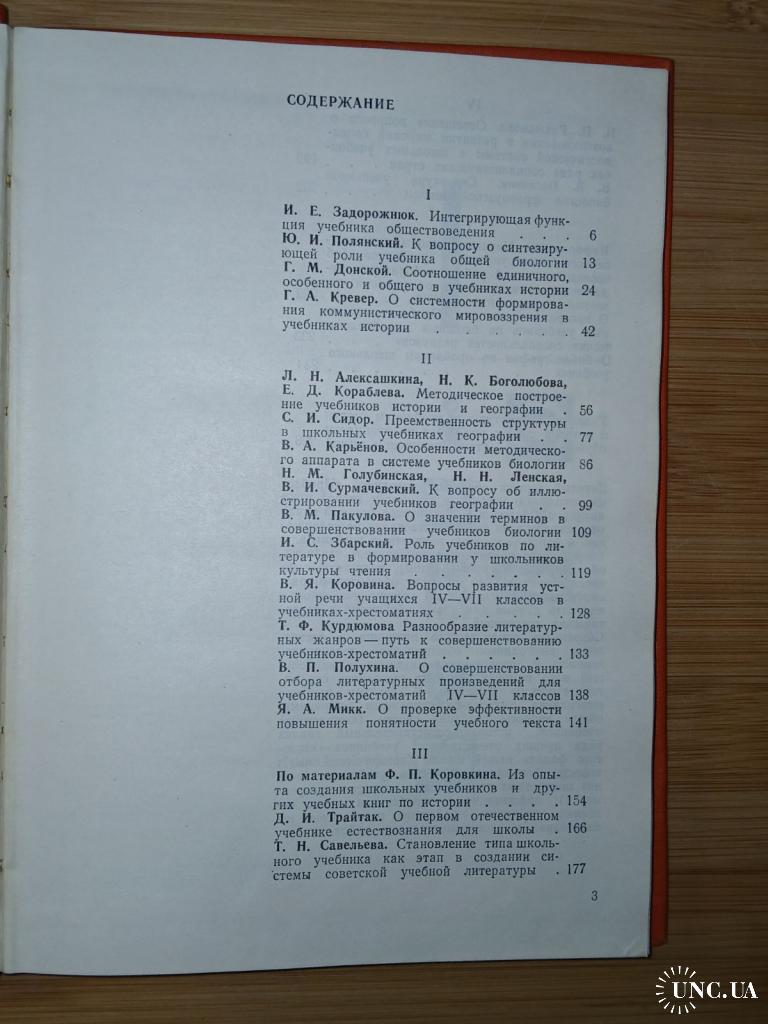 СОДЕРЖАНИЕ
I
И. Е. Задорожнюк. Интегрирующая функ-
ция учебника обществоведения . . . 6
Ю. И. Полянский. К вопросу о синтезиру-
ющей роли учебника общей биологии 13
Г. М. Донской. Соотношение единичного,
особенного и общего в учебниках истории 24
Г. А. Кревер. О системности формирова-
ния коммунистического мировоззрения в
учебниках истории . . . . . . 42
II
Л. Н. Алексашкина, Н. К. Боголюбова,
Е. Д. Кораблева. Методическое построе-
ние учебников истории и географии . 56
С. И. Сидор. Преемственность структуры
в школьных учебниках географии . . 77
В. А. Карьёнов. Особенности методическо-
го аппарата в системе учебников биологии 86
Н. М. Голубинская, Н. Н. Ленская,
В. И. Сурмачевский. К вопросу об иллю-
стрировании учебников географии . . 99
В. М. Пакулова. О значении терминов в
совершенствовании учебников биологии 109
И. С. Збарский. Роль учебников по ли-
тературе в формировании у школьников
культуры чтения . . . . . . . 119
В. Я. Коровина. Вопросы развития уст-
ной речи учащихся IV—VII классов в
учебниках-хрестоматиях . . . . . 128
Т. Ф. Курдюмова Разнообразие литератур-
ных жанров — путь к совершенствованию
учебников-хрестоматий . . . . . . 133
В. П. Полухина. О совершенствовании
отбора литературных произведений для
учебников-хрестоматий IV—VII классов 138
Я. А. Микк. О проверке эффективности
повышения понятности учебного текста 141
III
По материалам Ф. П. Коровкина. Из опы-
та создания школьных учебников и дру-
гих учебных книг по истории . . . . 154
Д. И. Трайтак. О первом отечественном
учебнике естествознания для школы . 166
Т. Н. Савельева. Становление типа школь-
ного учебника как этап в создании си-
стемы советской учебной литературы . 177
3
UNC.UA